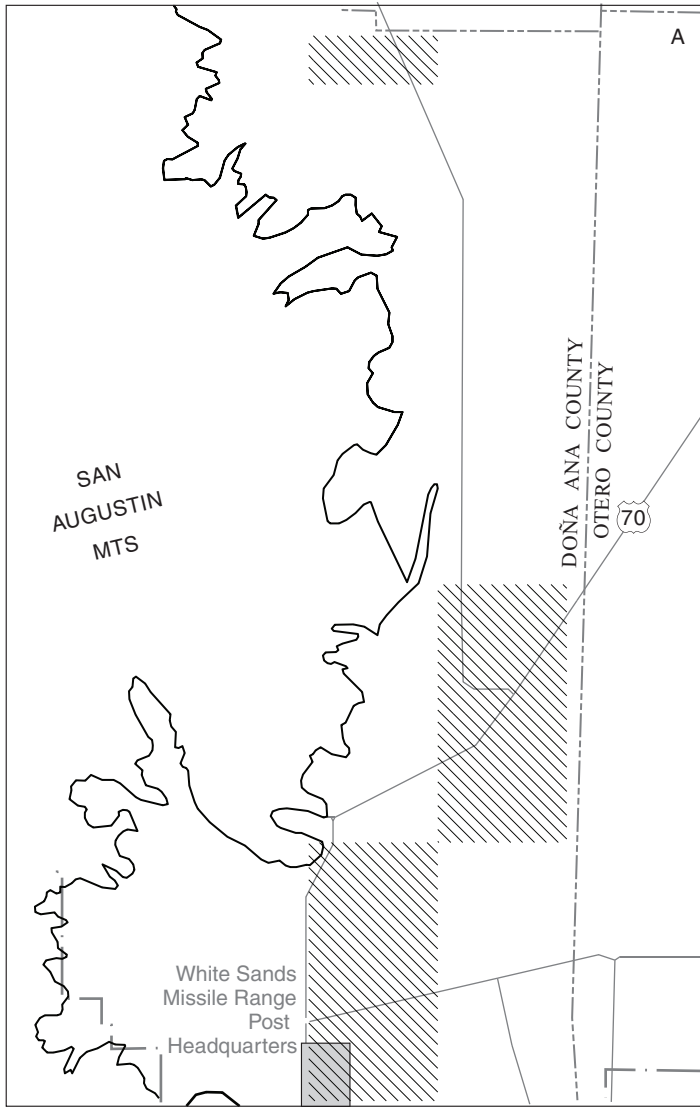 A
DOÑA ANA COUNTY
OTERO COUNTY
SAN
AUGUSTIN
MTS
70
White Sands
Missile Range
Post
Headquarters